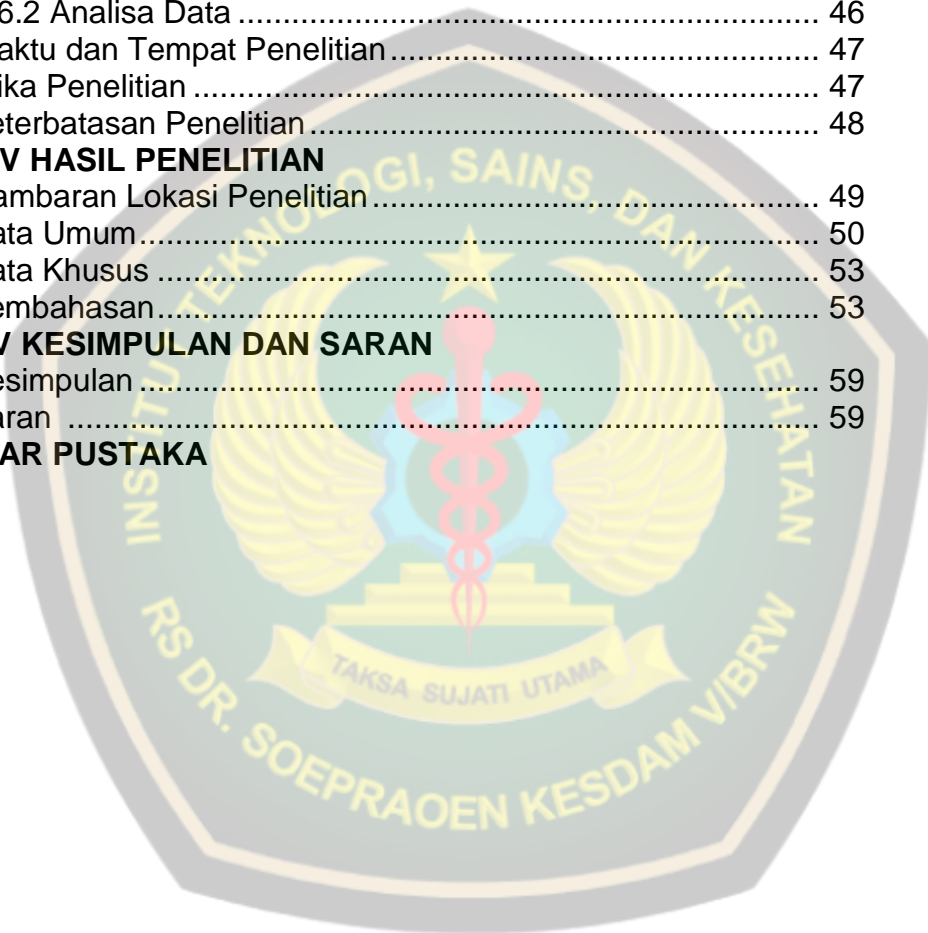 6.2 Analisa Data ........ 46
aktu dan Tempat Penelitian ........ 47
ika Penelitian ........ 47
eterbatasan Penelitian ........ 48
V HASIL PENELITIAN
ambaran Lokasi Penelitian ........ 49
ata Umum ........ 50
ata Khusus ........ 53
embahasan ........ 53
V KESIMPULAN DAN SARAN
esimpulan ........ 59
aran ........ 59
AR PUSTAKA
INSTITUT TEKNOLOGI, SAINS, DAN KESEHATAN
TAKSA SUJATI UTAMA
RS DR. SOEPRAOEN KESDAM V/BRW